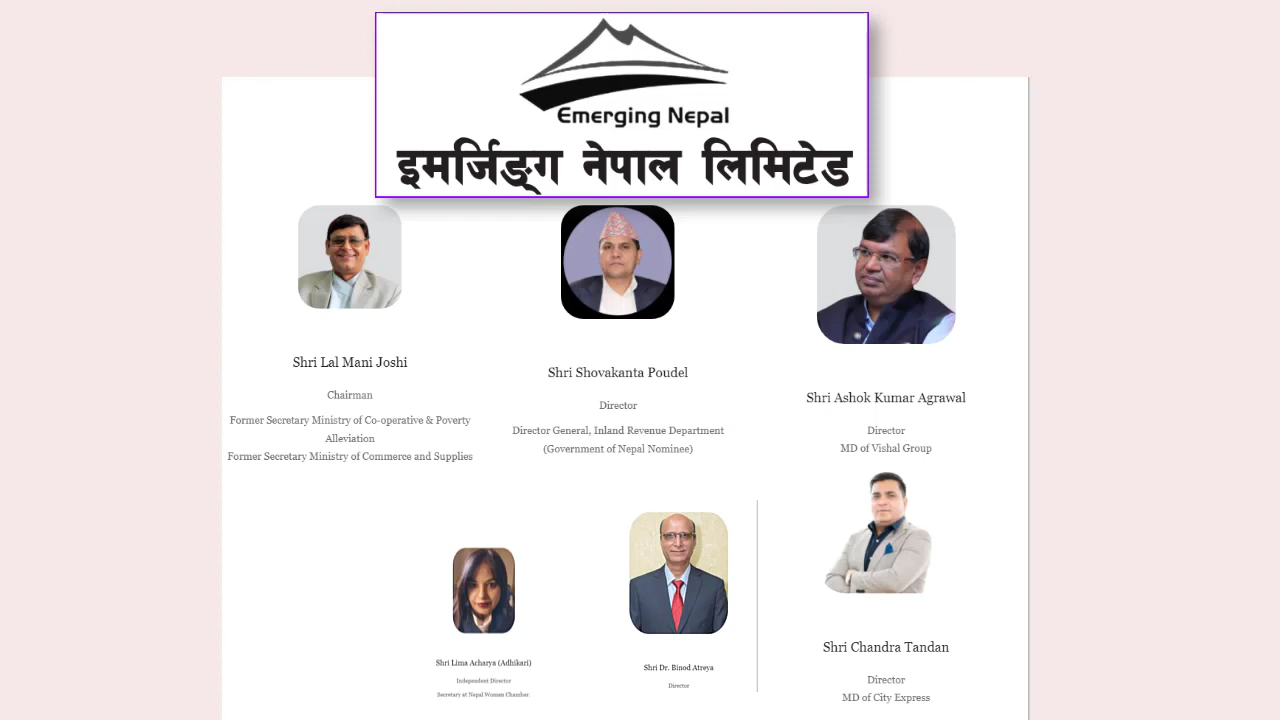 Emerging Nepal
इमर्जिङ्ग नेपाल लिमिटेड
Shri Lal Mani Joshi
Chairman
Former Secretary Ministry of Co-operative & Poverty
Alleviation
Former Secretary Ministry of Commerce and Supplies
Shri Shovakanta Poudel
Director
Director General, Inland Revenue Department
(Government of Nepal Nominee)
Shri Ashok Kumar Agrawal
Director
MD of Vishal Group
Shri Lima Acharya (Adhikari)
Independent Director
Secretary at Nepal Woman Chamber.
Shri Dr. Binod Atreya
Director
Shri Chandra Tandan
Director
MD of City Express